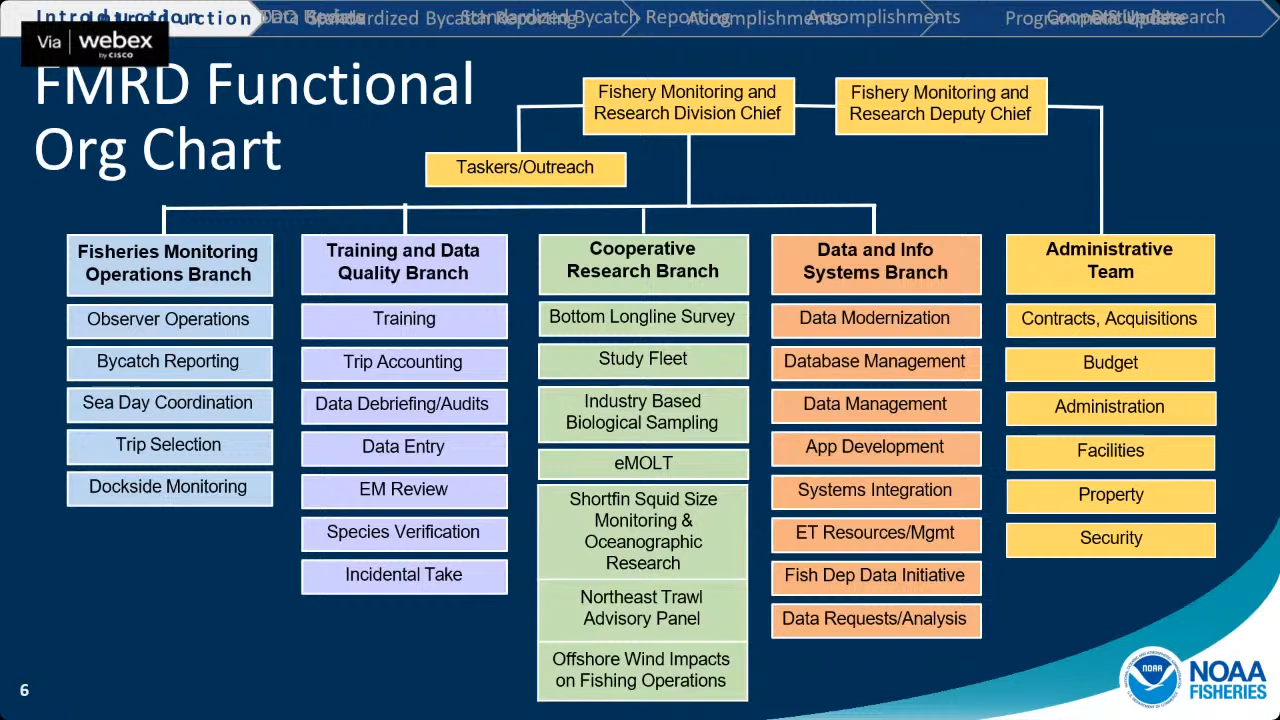 Introduction
Standardized Bycatch Reporting
Accomplishments
Accomplishments
Via webex
by CISCO
FMRD Functional
Org Chart
Fishery Monitoring and
Research Division Chief
Fishery Monitoring and
Research Deputy Chief
Taskers/Outreach
Fisheries Monitoring
Operations Branch
Observer Operations
Bycatch Reporting
Sea Day Coordination
Trip Selection
Dockside Monitoring
Training and Data
Quality Branch
Training
Trip Accounting
Data Debriefing/Audits
Data Entry
EM Review
Species Verification
Incidental Take
Cooperative
Research Branch
Bottom Longline Survey
Study Fleet
Industry Based
Biological Sampling
eMOLT
Shortfin Squid Size
Monitoring &
Oceanographic
Research
Northeast Trawl
Advisory Panel
Offshore Wind Impacts
on Fishing Operations
Data and Info
Systems Branch
Data Modernization
Database Management
Data Management
App Development
Systems Integration
ET Resources/Mgmt
Fish Dep Data Initiative
Data Requests/Analysis
Administrative
Team
Contracts, Acquisitions
Budget
Administration
Facilities
Property
Security
6
NOAA
NOAA
FISHERIES